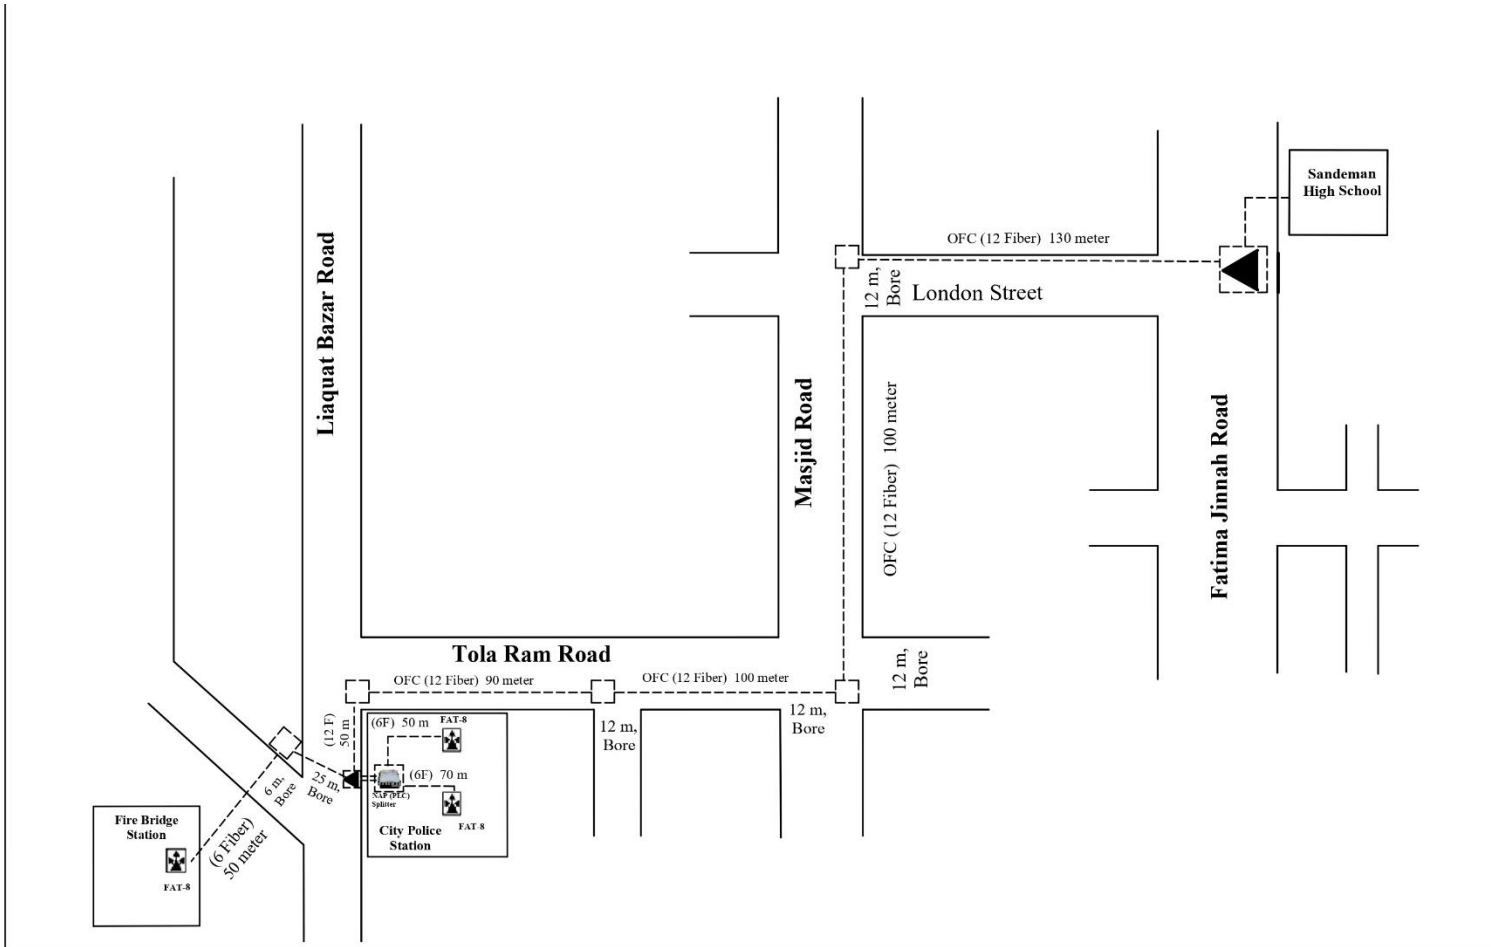 Sandeman
High School
OFC (12 Fiber)  130 meter
12 m,
Bore
London Street
Liaquat Bazar Road
Masjid Road
OFC (12 Fiber)  100 meter
Fatima Jinnah Road
Tola Ram Road
12 m,
Bore
OFC (12 Fiber)  90 meter
OFC (12 Fiber)  100 meter
12 m,
Bore
12 m,
Bore
(12 F)
50 m
(6F)  50 m
FAT-8
(6F)  70 m
NAP (PLC)
Splitter
FAT-8
City Police
Station
25 m,
Bore
6 m,
Bore
(6 Fiber)
50 meter
Fire Bridge
Station
FAT-8